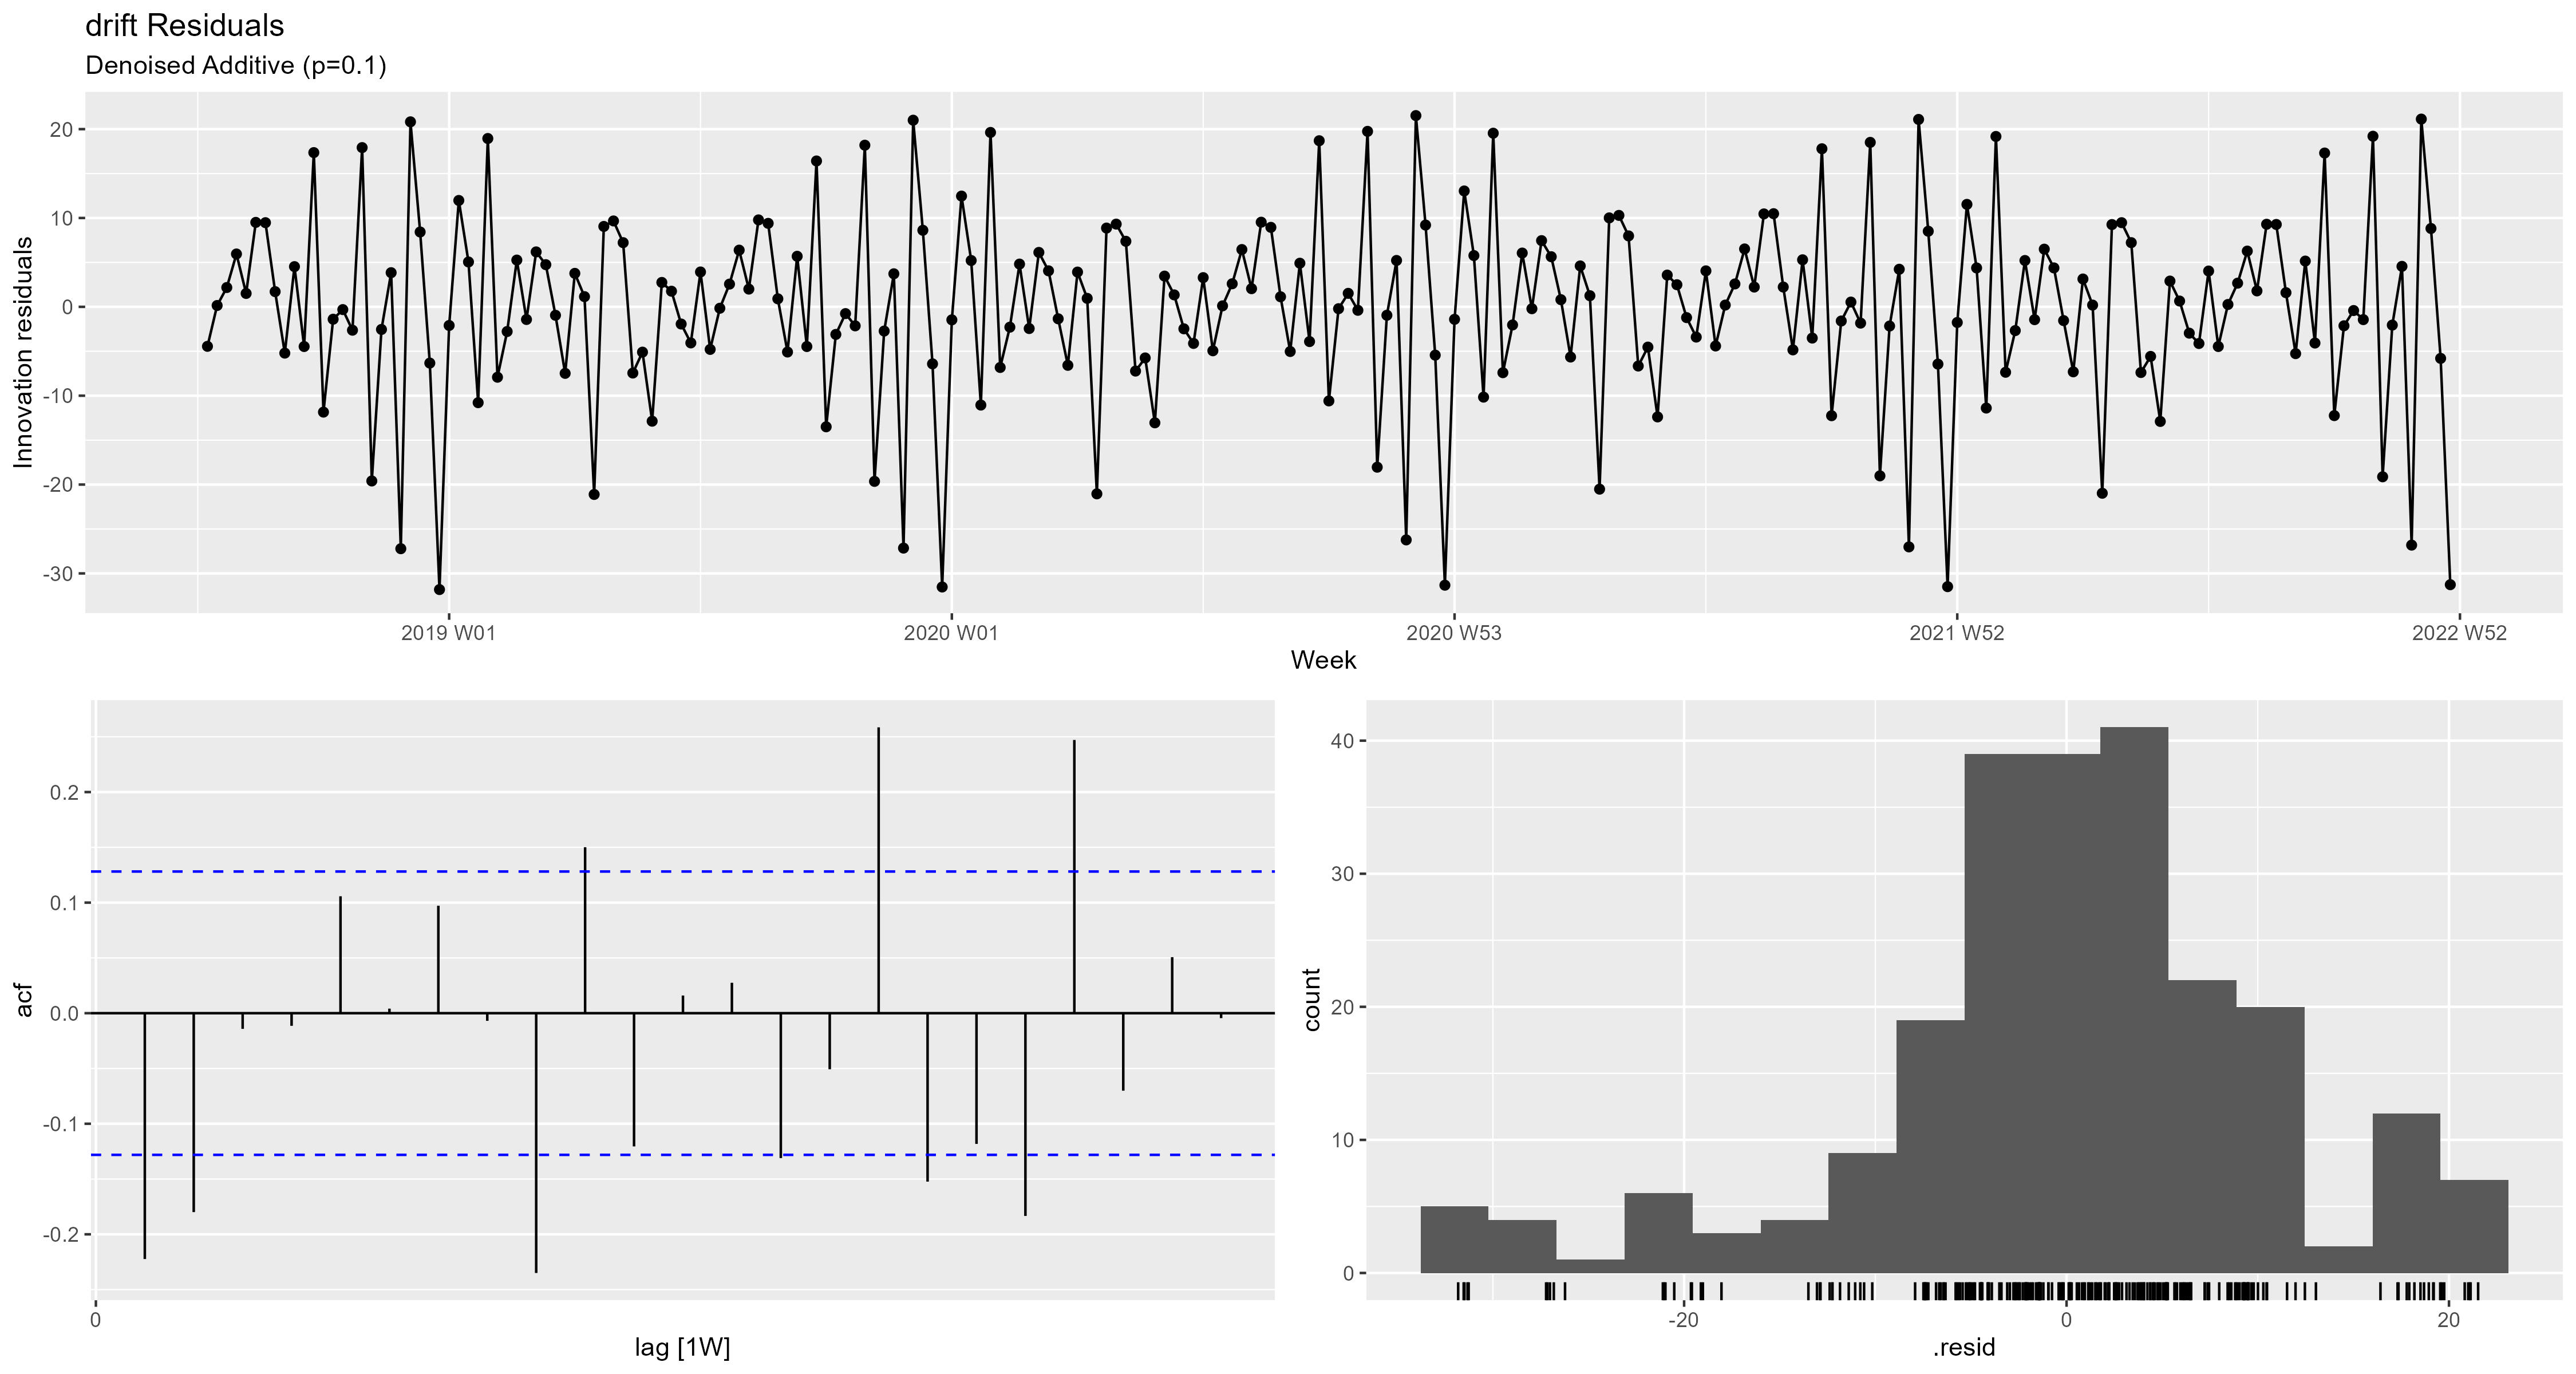 drift Residuals
Denoised Additive (p=0.1)
Innovation residuals
20
10
0
-10
-20
-30
2019 W01
2020 W01
2020 W53
2021 W52
2022 W52
Week
acf
0.2
0.1
0.0
-0.1
-0.2
0
lag [1W]
count
40
30
20
10
0
-20
0
20
.resid